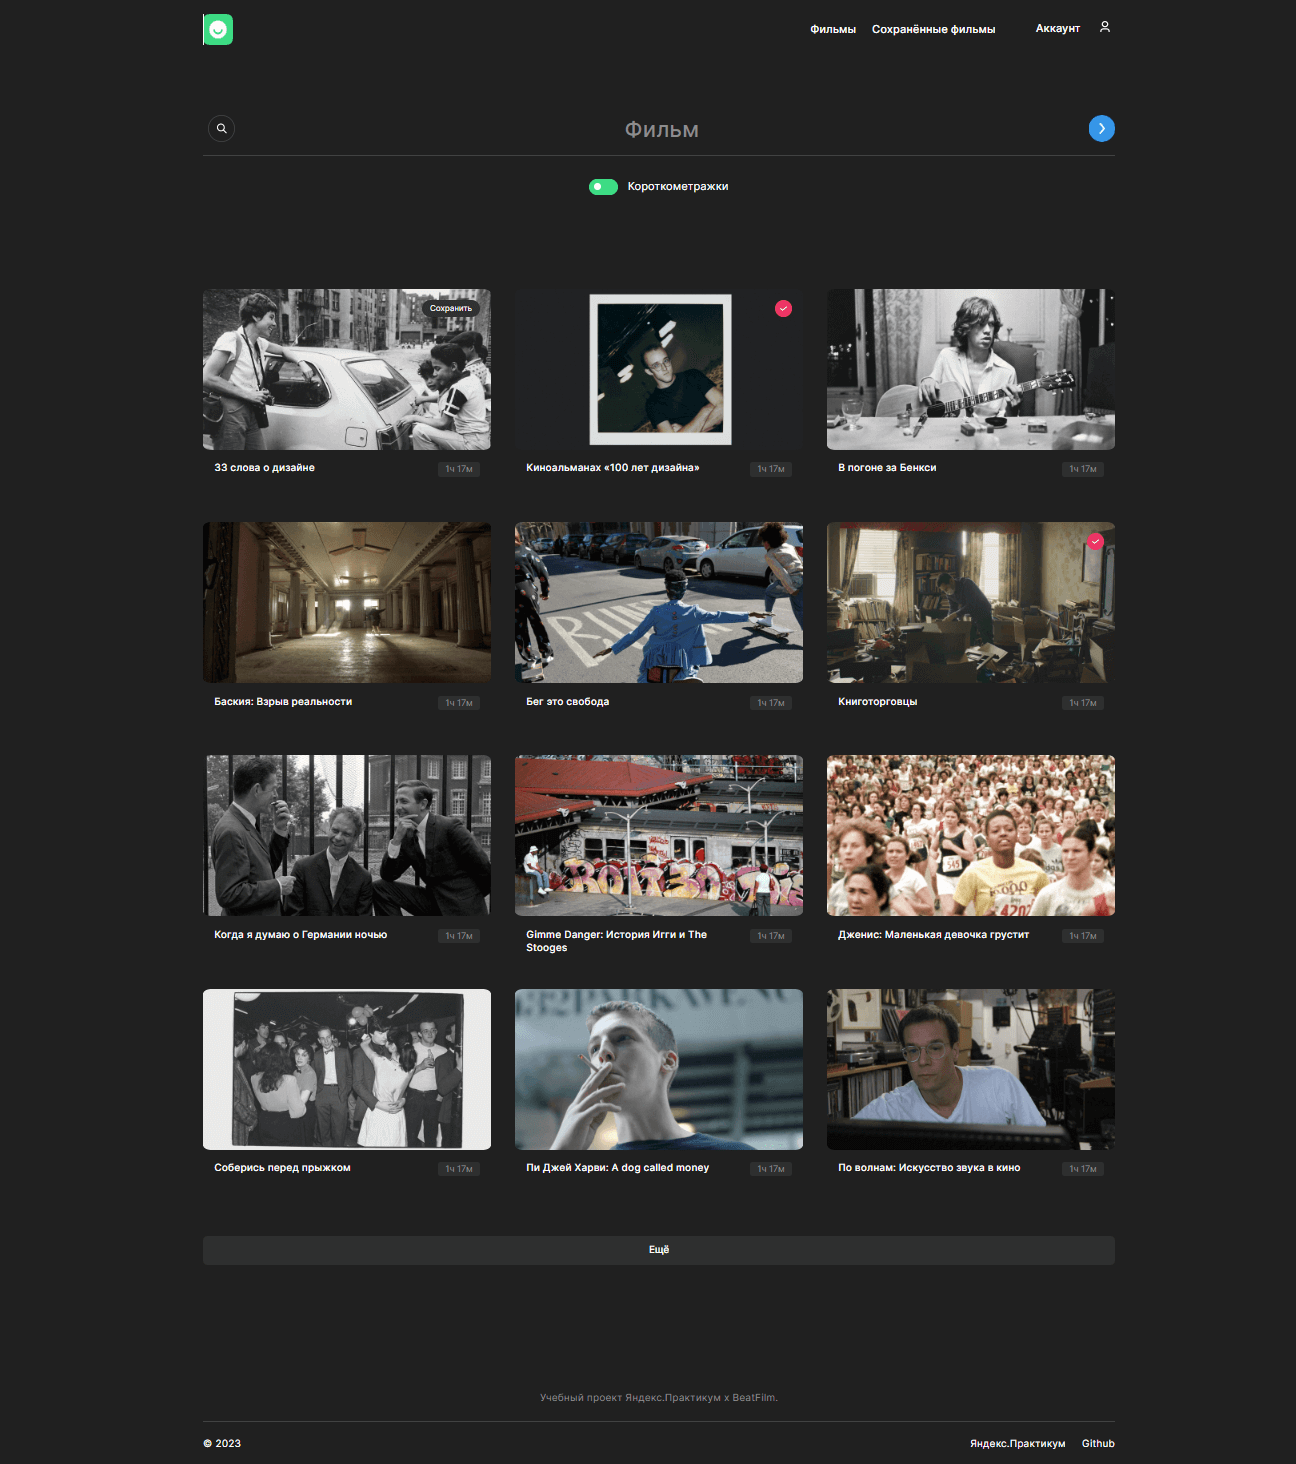 Фильмы Сохранённые фильмы Аккаунт
Фильм
Короткометражки
Сохранить
33 слова о дизайне 1ч 17м
Киноальманах «100 лет дизайна» 1ч 17м
В погоне за Бенкси 1ч 17м
Баския: Взрыв реальности 1ч 17м
Бег это свобода 1ч 17м
Книготорговцы 1ч 17м
Когда я думаю о Германии ночью 1ч 17м
Gimme Danger: История Игги и The 1ч 17м
Stooges
545
4202
Дженис: Маленькая девочка грустит 1ч 17м
Соберись перед прыжком 1ч 17м
Пи Джей Харви: A dog called money 1ч 17м
По волнам: Искусство звука в кино 1ч 17м
Ещё
Учебный проект Яндекс.Практикум х BeatFilm.
© 2023 Яндекс.Практикум Github